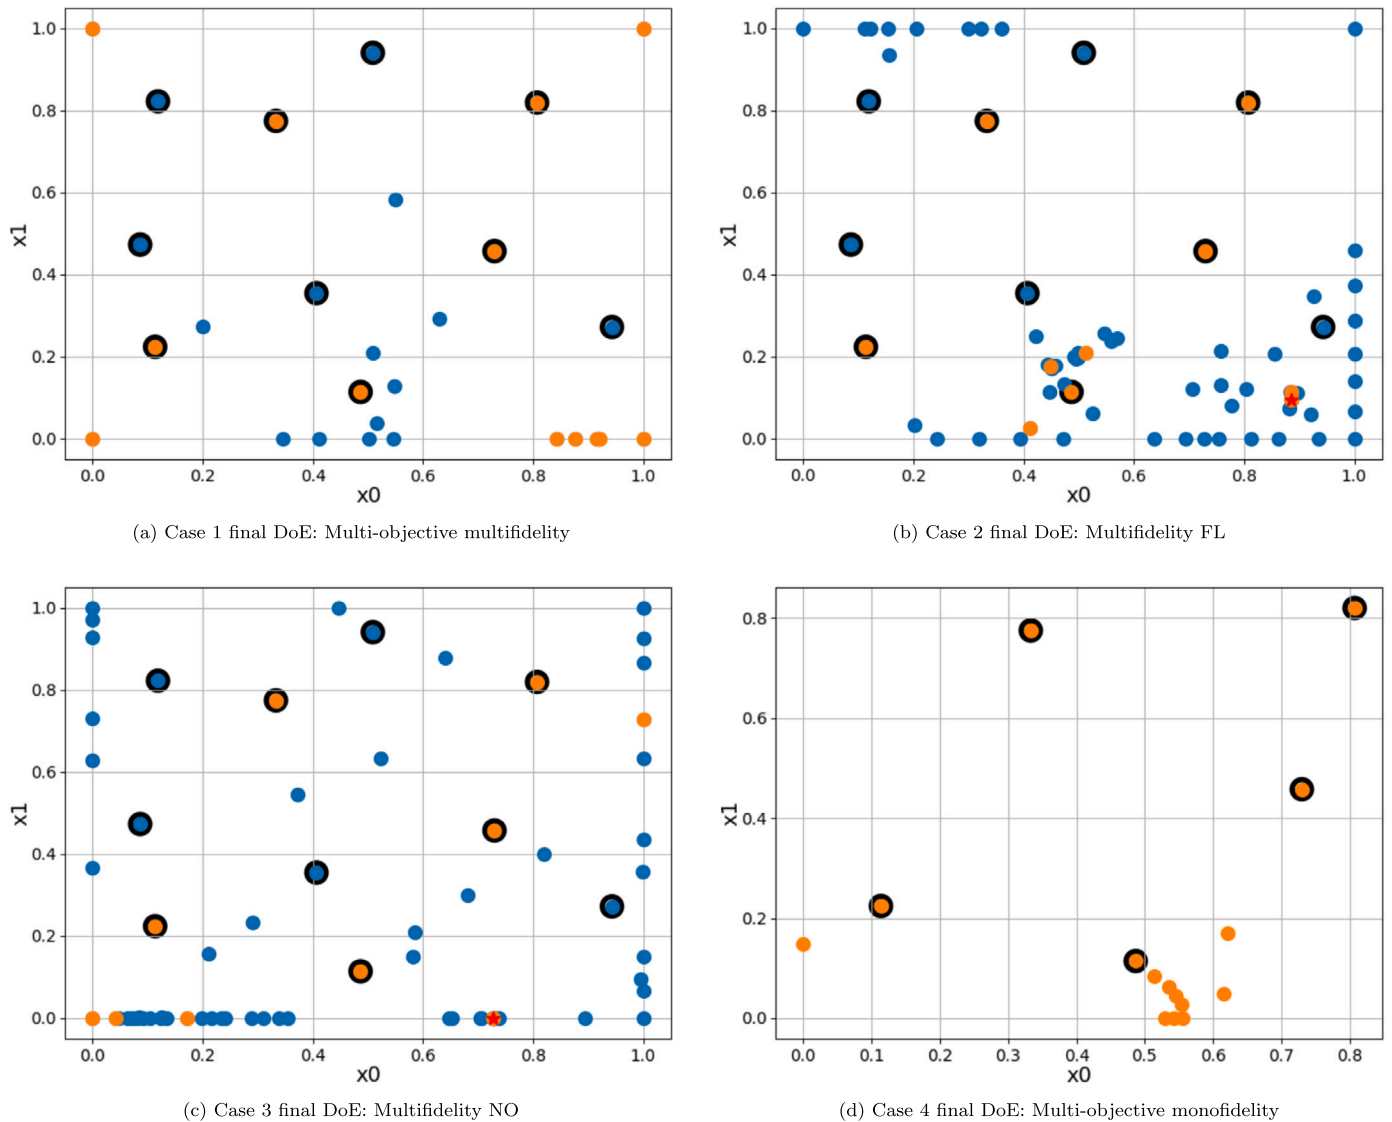 1.0
0.8
0.6
0.4
0.2
0.0
x1
0.0 0.2 0.4 0.6 0.8 1.0
x0
(a) Case 1 final DoE: Multi-objective multifidelity
1.0
0.8
0.6
0.4
0.2
0.0
x1
0.0 0.2 0.4 0.6 0.8 1.0
x0
(b) Case 2 final DoE: Multifidelity FL
1.0
0.8
0.6
0.4
0.2
0.0
x1
0.0 0.2 0.4 0.6 0.8 1.0
x0
(c) Case 3 final DoE: Multifidelity NO
0.8
0.6
0.4
0.2
0.0
x1
0.0 0.1 0.2 0.3 0.4 0.5 0.6 0.7 0.8
x0
(d) Case 4 final DoE: Multi-objective monofidelity